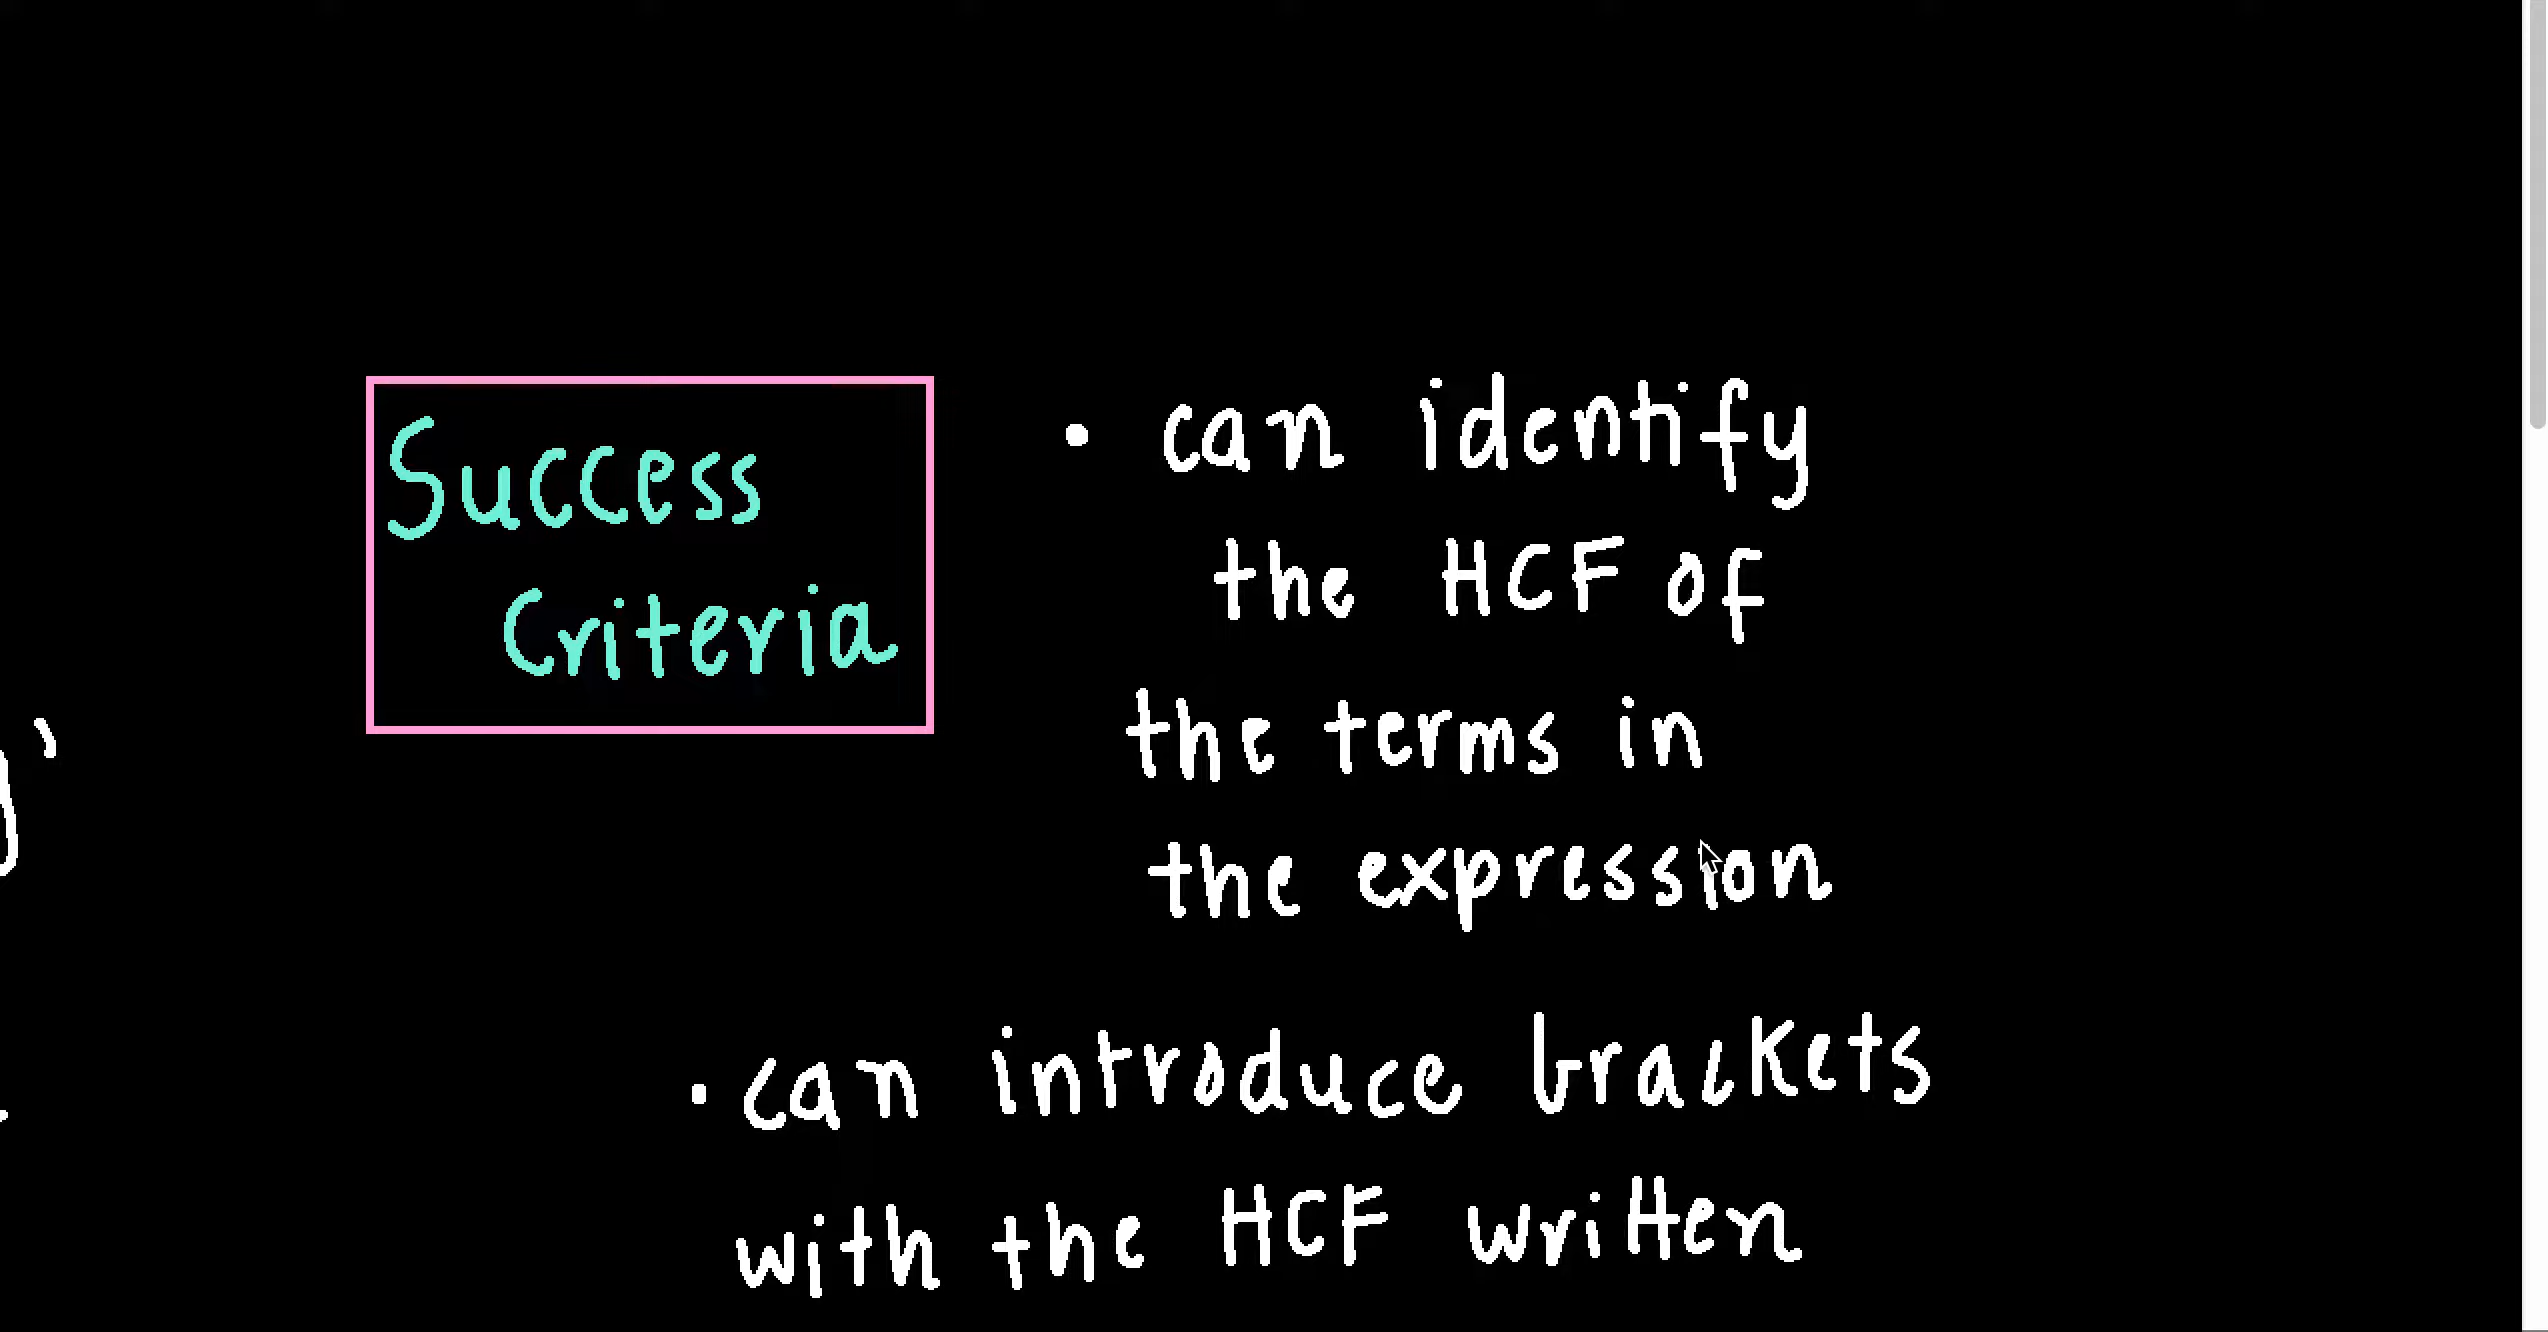 Success
Criteria
• can identify
the HCF of
the terms in
the expression
• can introduce brackets
with the HCF written